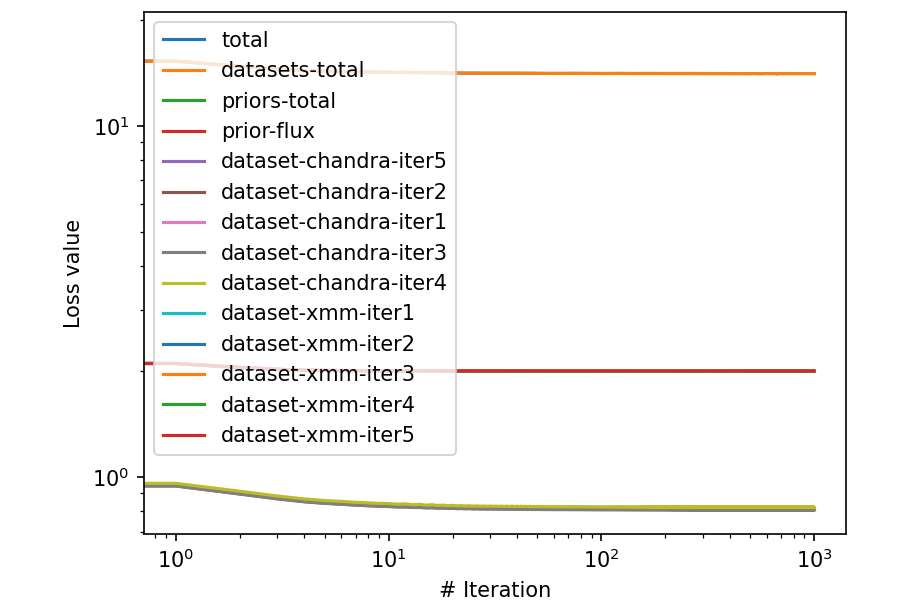 total
datasets-total
priors-total
prior-flux
dataset-chandra-iter5
dataset-chandra-iter2
dataset-chandra-iter1
dataset-chandra-iter3
dataset-chandra-iter4
dataset-xmm-iter1
dataset-xmm-iter2
dataset-xmm-iter3
dataset-xmm-iter4
dataset-xmm-iter5
10¹
10⁰
Loss value
10⁰ 10¹ 10² 10³
# Iteration